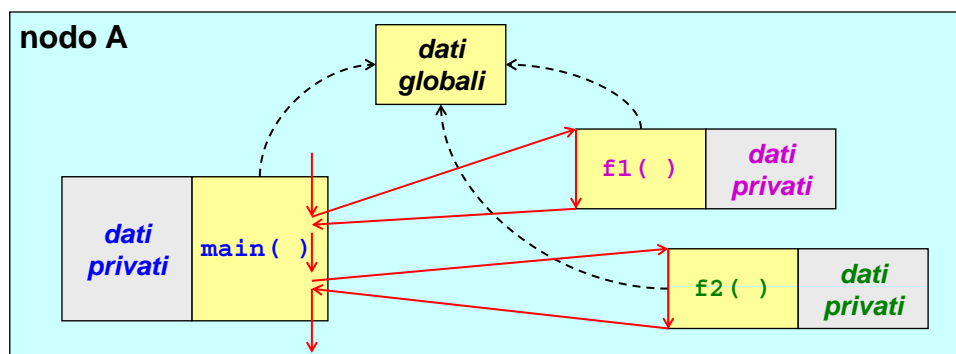 nodo A
dati
globali
f1( )
dati
privati
dati
privati
main( )
f2( )
dati
privati